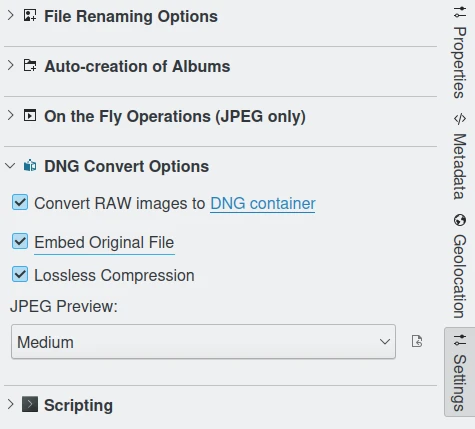 File Renaming Options
Auto-creation of Albums
On the Fly Operations (JPEG only)
DNG Convert Options
Convert RAW images to DNG container
Embed Original File
Lossless Compression
JPEG Preview:
Medium
Scripting
Properties
Metadata
Geolocation
Settings